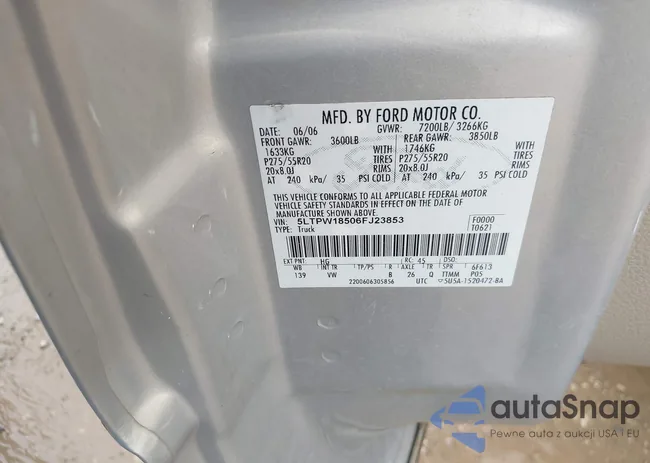 MFD. BY FORD MOTOR CO.
DATE: 06/06 GVWR: 7200LB/ 3266KG
FRONT GAWR: 3600LB REAR GAWR: 3850LB
1633KG WITH 1746KG WITH
P275/55R20 TIRES P275/55R20 TIRES
20x8.0J RIMS 20x8.0J RIMS
AT 240 kPa/ 35 PSI COLD AT 240 kPa/ 35 PSI COLD
THIS VEHICLE CONFORMS TO ALL APPLICABLE FEDERAL MOTOR
VEHICLE SAFETY STANDARDS IN EFFECT ON THE DATE OF
MANUFACTURE SHOWN ABOVE.
VIN: 5LTPW18506FJ23853 F0000
TYPE: Truck T0621
EXT PNT: HG RC: 45 DSO:
WB INT TR TP/PS R AXLE TR SPR 6F613
139 VW B 26 Q TTMM P05
2200606305856 UTC 5U5A-1520472-BA
autaSnap
Pewne auta z aukcji USA i EU